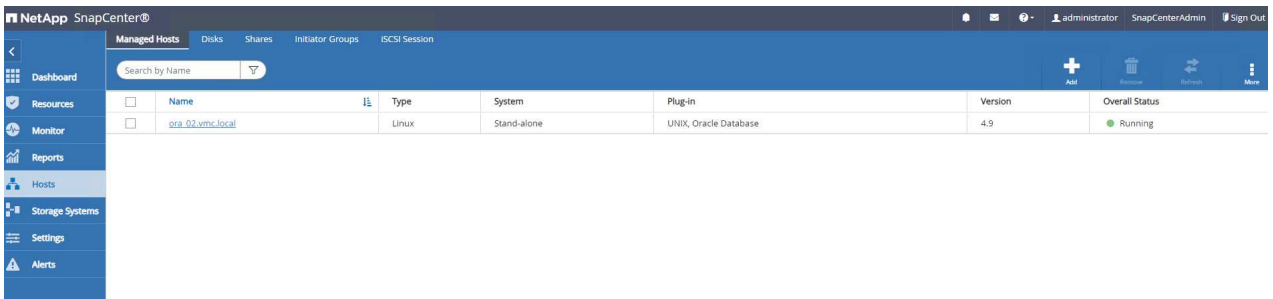 NetApp SnapCenter®
administrator SnapCenterAdmin Sign Out
Managed Hosts Disks Shares Initiator Groups iSCSI Session
Search by Name
Add Remove Refresh More
Dashboard
Resources
Monitor
Reports
Hosts
Storage Systems
Settings
Alerts
Name Type System Plug-in Version Overall Status
ora_02.vmc.local Linux Stand-alone UNIX, Oracle Database 4.9 Running